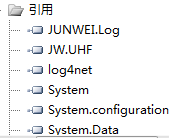 引用
JUNWEI.Log
JW.UHF
log4net
System
System.configuration
System.Data